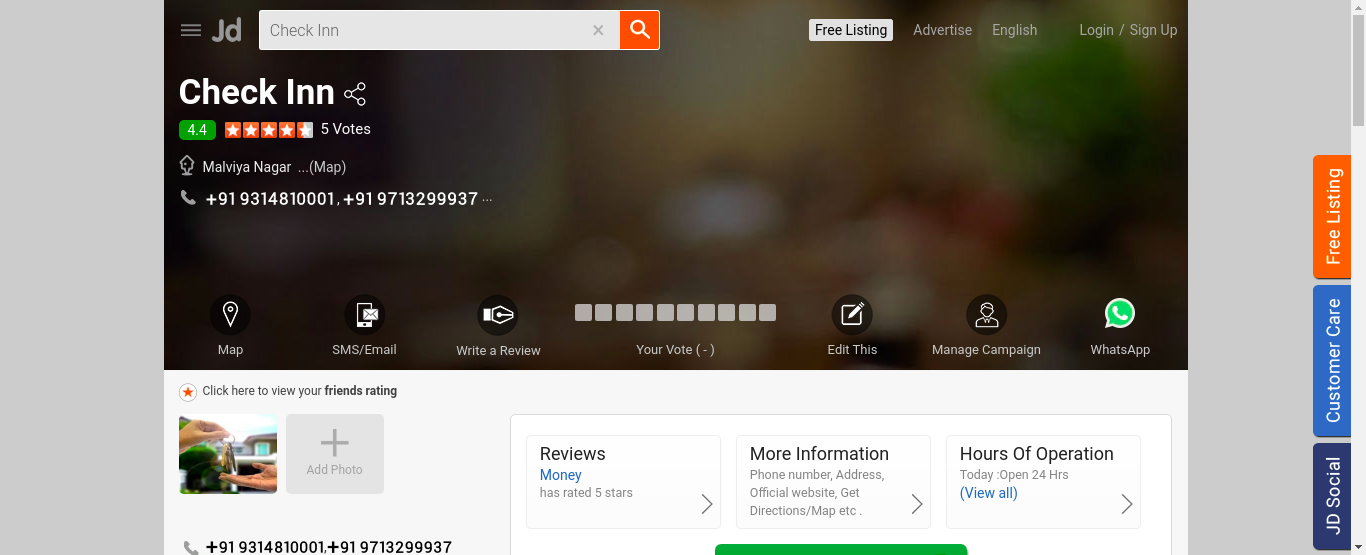 Jd Check Inn × Free Listing Advertise English Login / Sign Up
Check Inn
4.4 5 Votes
Malviya Nagar ...(Map)
+91 9314810001, +91 9713299937 ...
Map SMS/Email Write a Review Your Vote ( - ) Edit This Manage Campaign WhatsApp
Click here to view your friends rating
Add Photo
Reviews
Money
has rated 5 stars
More Information
Phone number, Address,
Official website, Get
Directions/Map etc .
Hours Of Operation
Today :Open 24 Hrs
(View all)
+91 9314810001,+91 9713299937
Free Listing
Customer Care
JD Social